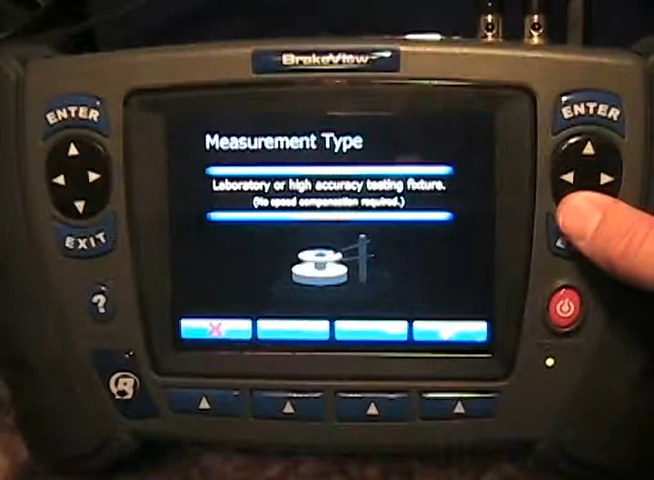 BrakeView
ENTER
ENTER
Measurement Type
Laboratory or high accuracy testing fixture.
(No speed compensation required.)
EXIT
?